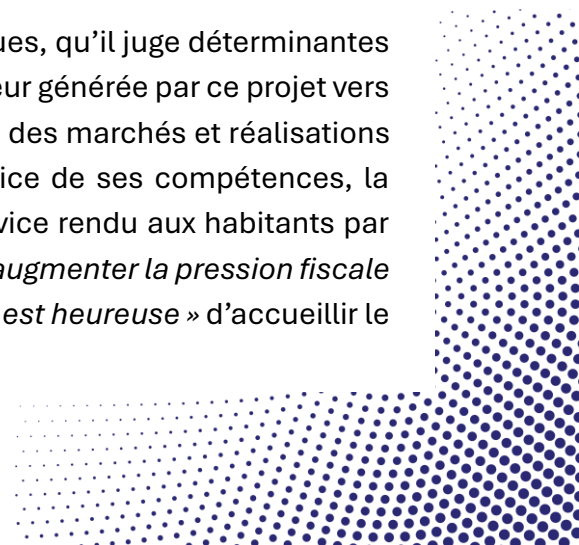 ues, qu’il juge déterminantes
eur générée par ce projet vers
des marchés et réalisations
ice de ses compétences, la
vice rendu aux habitants par
augmenter la pression fiscale
est heureuse » d’accueillir le